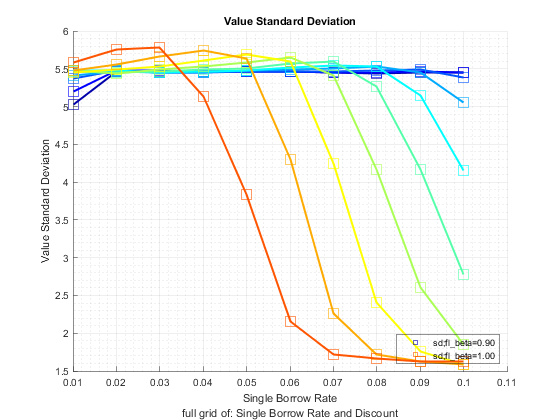 Value Standard Deviation
Value Standard Deviation
6
5.5
5
4.5
4
3.5
3
2.5
2
1.5
sd;fl_beta=0.90
sd;fl_beta=1.00
0.01 0.02 0.03 0.04 0.05 0.06 0.07 0.08 0.09 0.1 0.11
Single Borrow Rate
full grid of: Single Borrow Rate and Discount